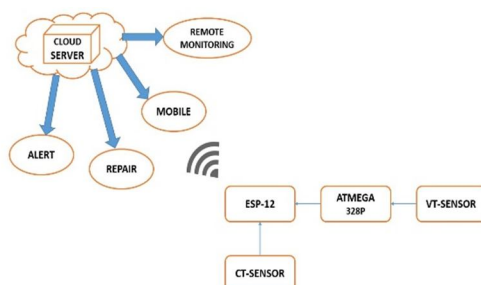 CLOUD
SERVER
REMOTE
MONITORING
MOBILE
ALERT
REPAIR
ESP-12
ATMEGA
328P
VT-SENSOR
CT-SENSOR